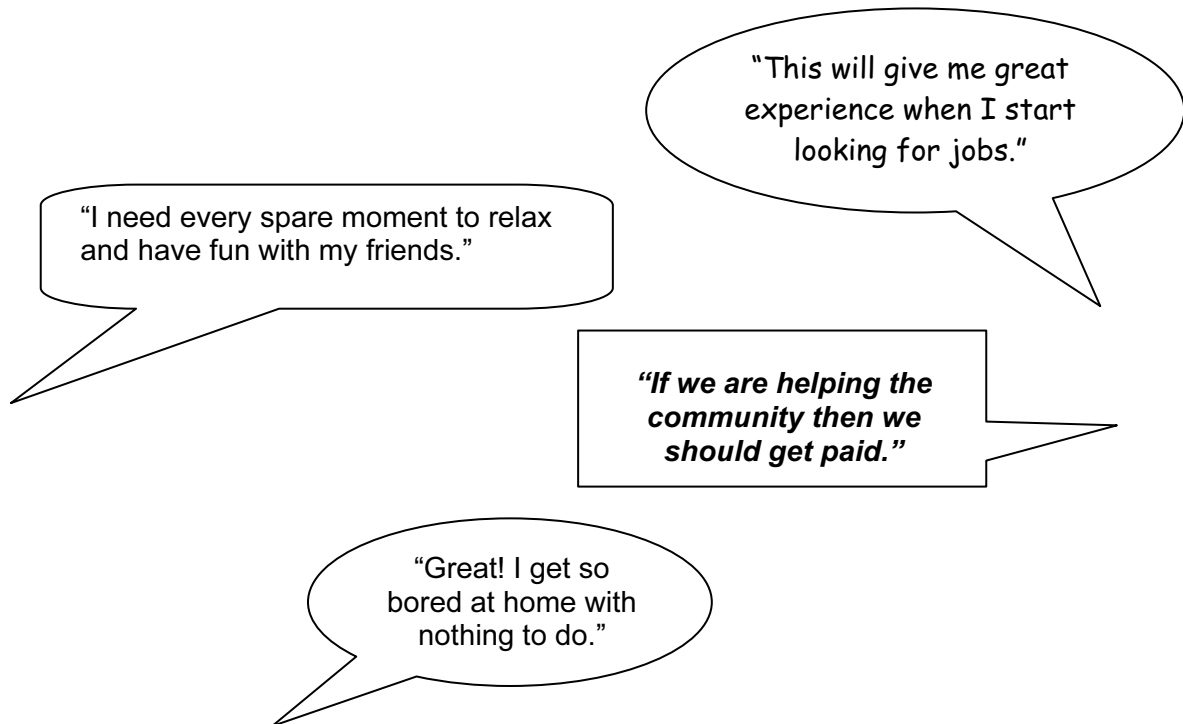 “This will give me great
experience when I start
looking for jobs.”
“I need every spare moment to relax
and have fun with my friends.”
“If we are helping the
community then we
should get paid.”
“Great! I get so
bored at home with
nothing to do.”